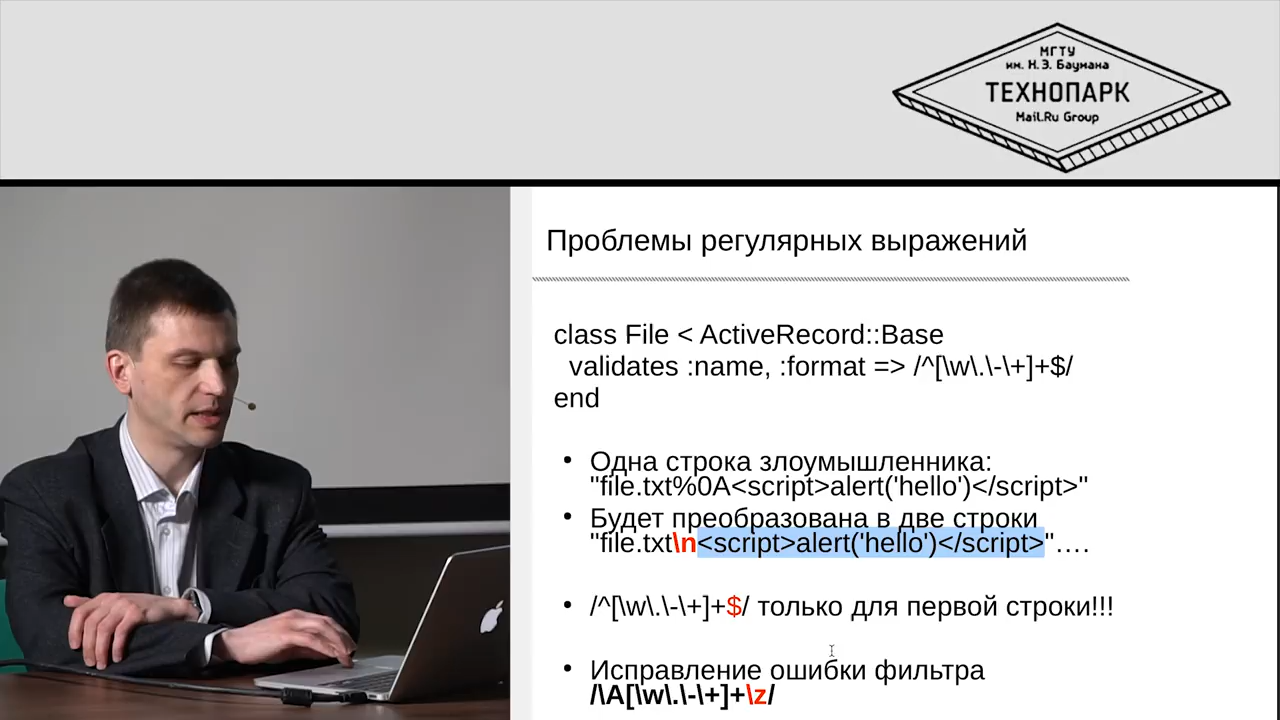 МГТУ
им. Н.Э. Баумана
ТЕХНОПАРК
Mail.Ru Group
Проблемы регулярных выражений
class File < ActiveRecord::Base
validates :name, :format => /^[\w\.\-\+]+$/
end
• Одна строка злоумышленника:
"file.txt%0A<script>alert('hello')</script>"
• Будет преобразована в две строки
"file.txt\n<script>alert('hello')</script>"….
• /^[\w\.\-\+]+$/ только для первой строки!!!
• Исправление ошибки фильтра
/\A[\w\.\-\+]+\z/